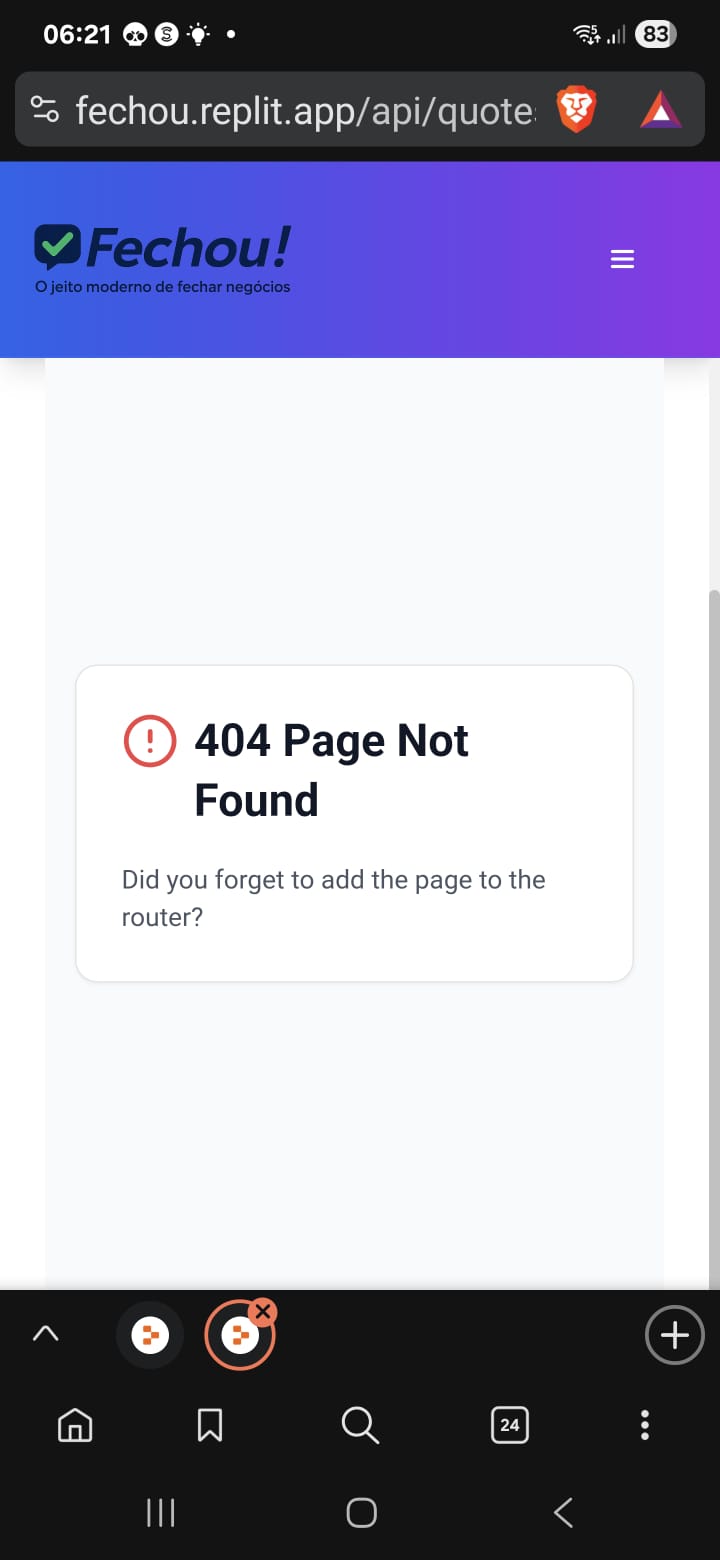 06:21
83
fechou.replit.app/api/quote
Fechou!
O jeito moderno de fechar negócios
404 Page Not
Found
Did you forget to add the page to the
router?
24